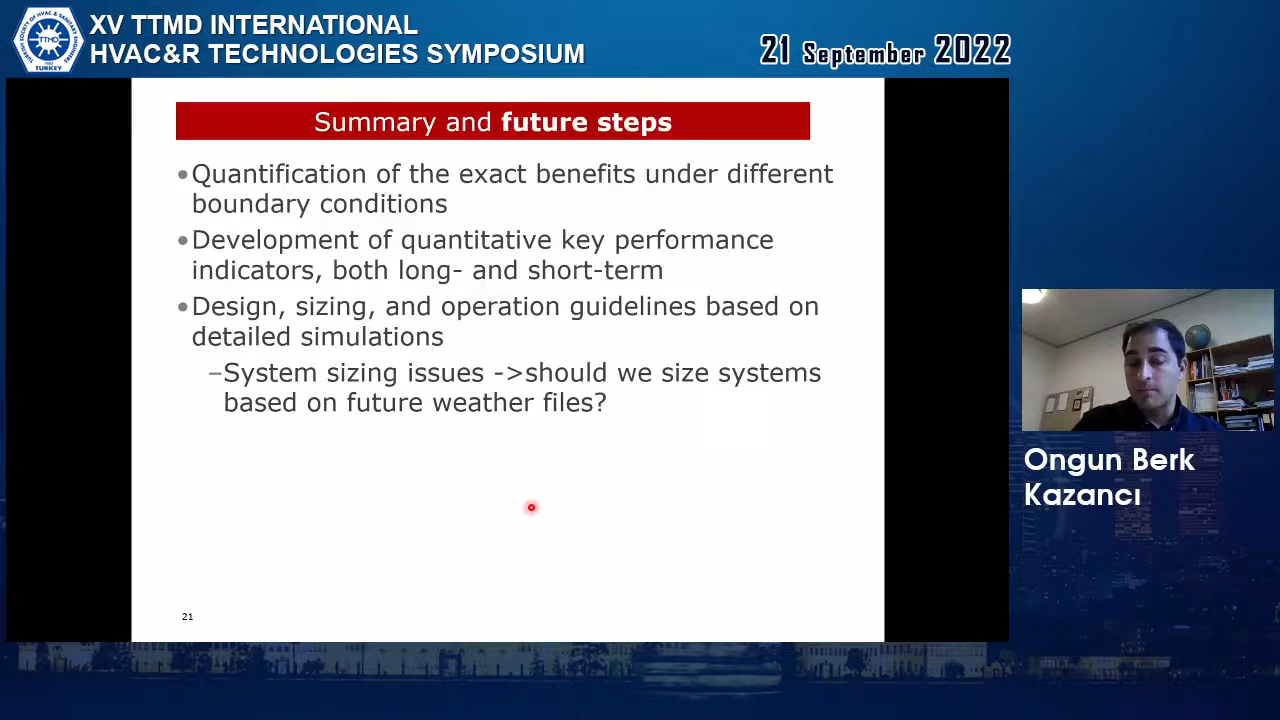 XV TTMD INTERNATIONAL
HVAC&R TECHNOLOGIES SYMPOSIUM
21 September 2022
TTMD
TURKEY
Summary and future steps
•Quantification of the exact benefits under different
boundary conditions
•Development of quantitative key performance
indicators, both long- and short-term
•Design, sizing, and operation guidelines based on
detailed simulations
–System sizing issues ->should we size systems
based on future weather files?
21
Ongun Berk
Kazancı